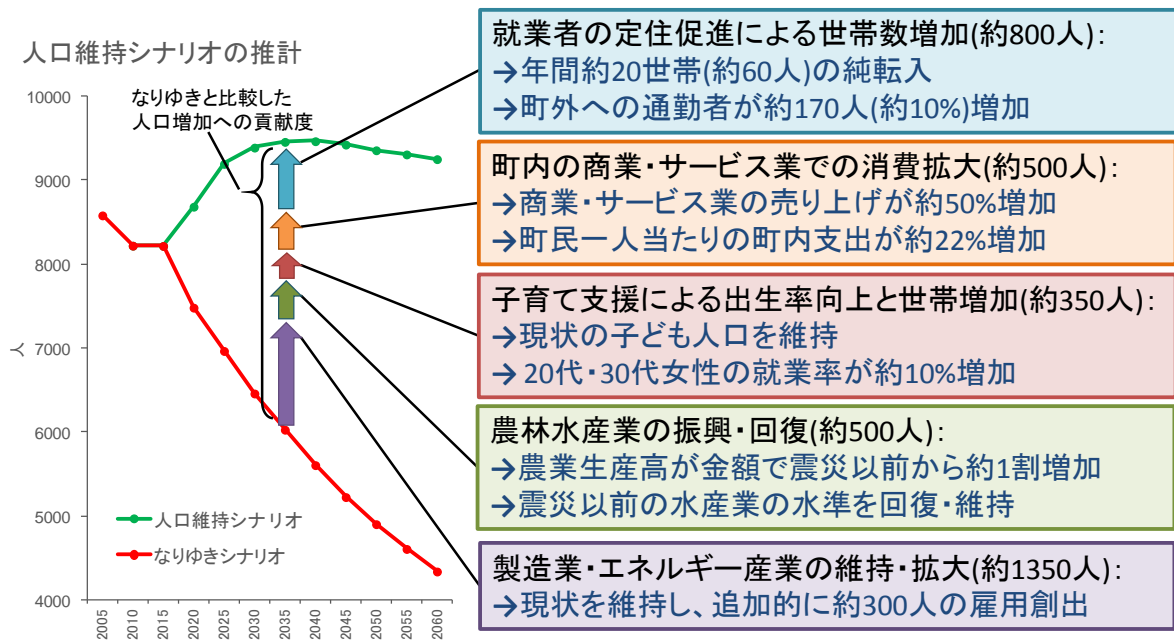 人口維持シナリオの推計
なりゆきと比較した
人口増加への貢献度
10000
9000
8000
7000
6000
5000
4000
人
人口維持シナリオ
なりゆきシナリオ
2005
2010
2015
2020
2025
2030
2035
2040
2045
2050
2055
2060
就業者の定住促進による世帯数増加(約800人):
→年間約20世帯(約60人)の純転入
→町外への通勤者が約170人(約10%)増加
町内の商業・サービス業での消費拡大(約500人):
→商業・サービス業の売り上げが約50%増加
→町民一人当たりの町内支出が約22%増加
子育て支援による出生率向上と世帯増加(約350人):
→現状の子ども人口を維持
→20代・30代女性の就業率が約10%増加
農林水産業の振興・回復(約500人):
→農業生産高が金額で震災以前から約1割増加
→震災以前の水産業の水準を回復・維持
製造業・エネルギー産業の維持・拡大(約1350人):
→現状を維持し、追加的に約300人の雇用創出